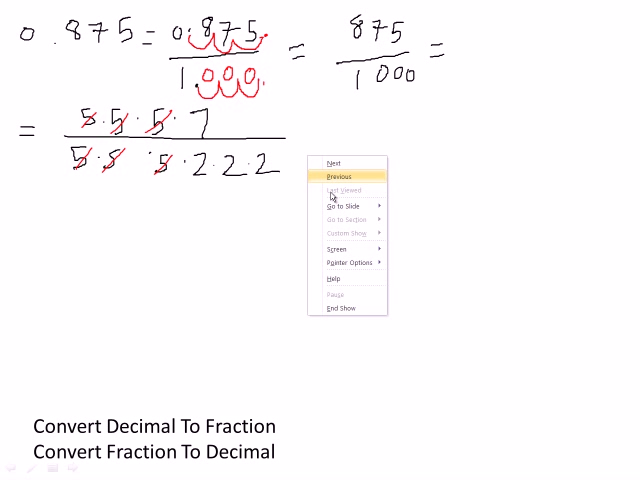 0.875 = 0.875 / 1.000 = 875 / 1000 =
= 5.5.5.7 / 5.5.5.2.2.2
Next
Previous
Last Viewed
Go to Slide
Go to Section
Custom Show
Screen
Pointer Options
Help
Pause
End Show
Convert Decimal To Fraction
Convert Fraction To Decimal